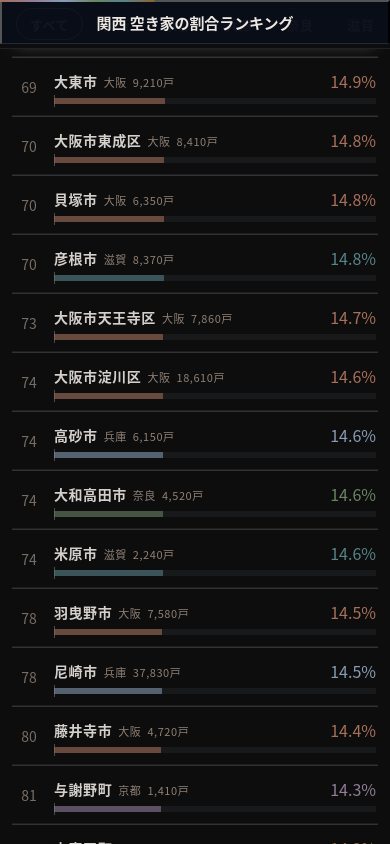 関西 空き家の割合ランキング
すべて
69 大東市 大阪 9,210戸 14.9%
70 大阪市東成区 大阪 8,410戸 14.8%
70 貝塚市 大阪 6,350戸 14.8%
70 彦根市 滋賀 8,370戸 14.8%
73 大阪市天王寺区 大阪 7,860戸 14.7%
74 大阪市淀川区 大阪 18,610戸 14.6%
74 高砂市 兵庫 6,150戸 14.6%
74 大和高田市 奈良 4,520戸 14.6%
74 米原市 滋賀 2,240戸 14.6%
78 羽曳野市 大阪 7,580戸 14.5%
78 尼崎市 兵庫 37,830戸 14.5%
80 藤井寺市 大阪 4,720戸 14.4%
81 与謝野町 京都 1,410戸 14.3%